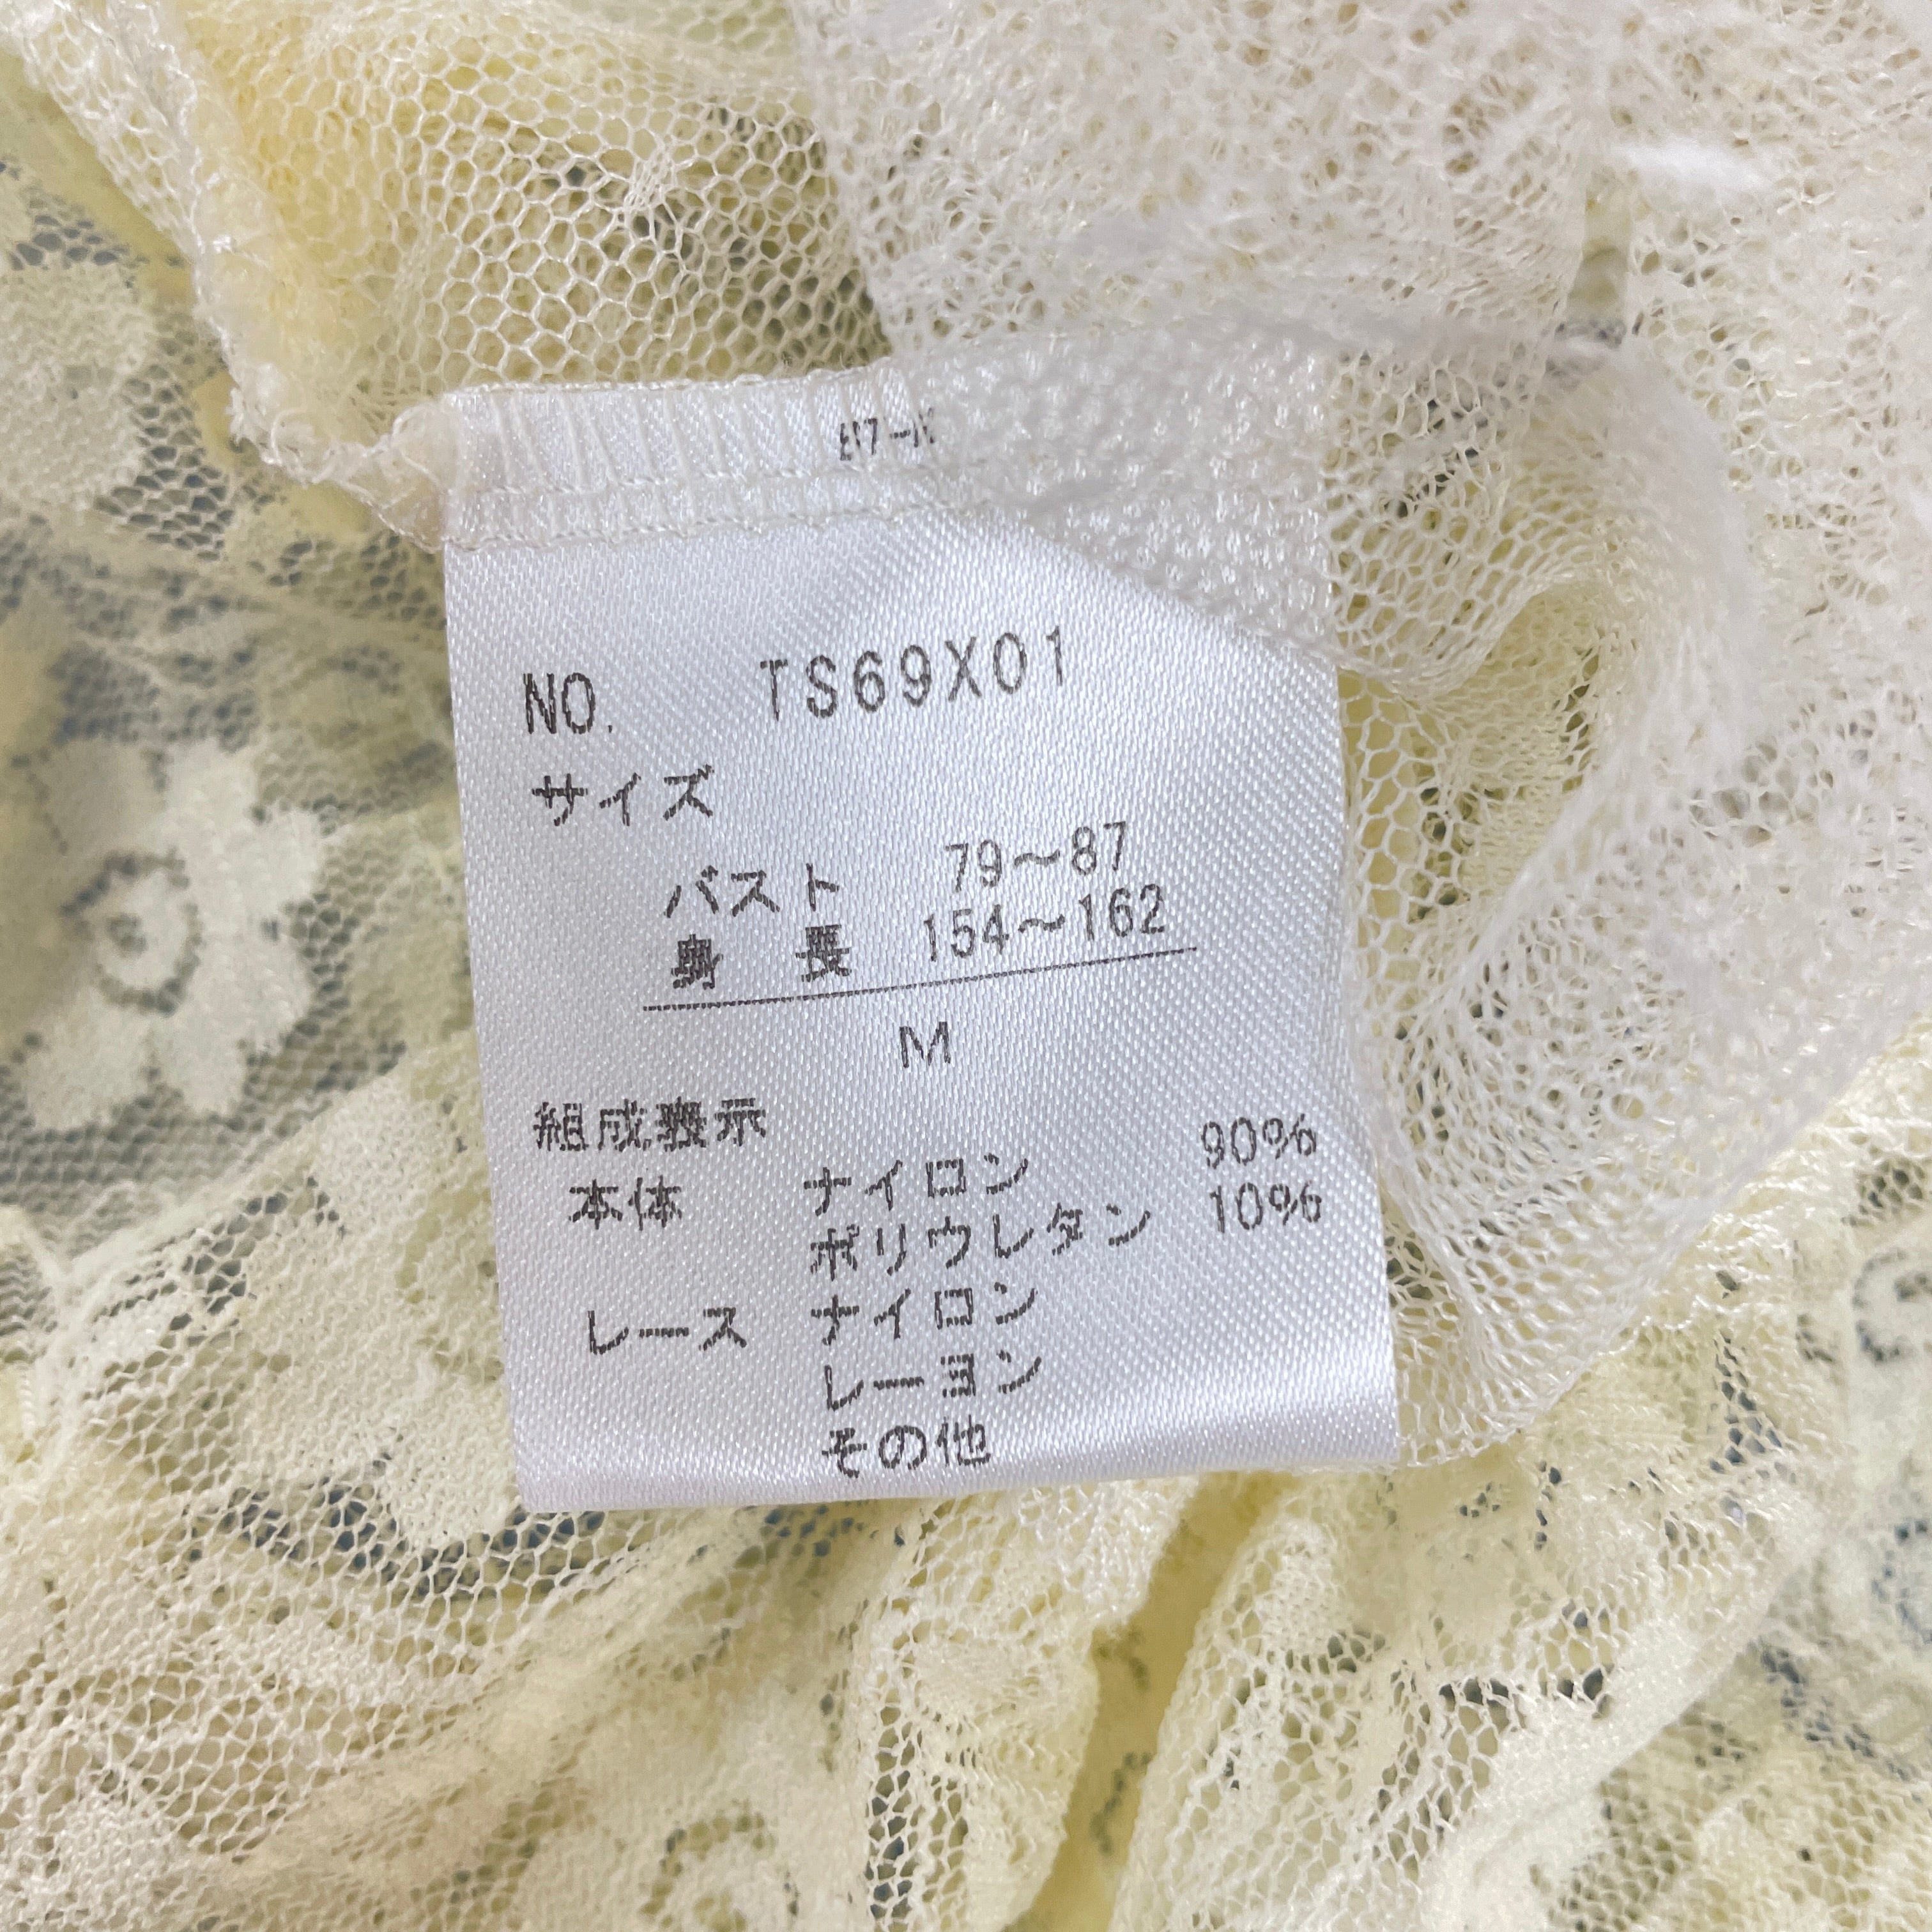 NO. TS69X01
サイズ
バスト 79～87
身 長 154～162
M
組成表示
本体 ナイロン 90%
ポリウレタン 10%
レース ナイロン
レーヨン
その他